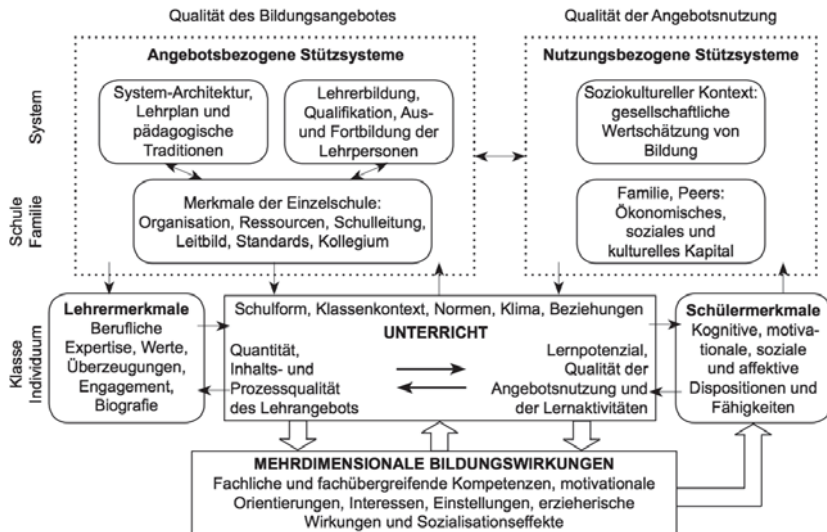 Qualität des Bildungsangebotes
Qualität der Angebotsnutzung
Angebotsbezogene Stützsysteme
Nutzungsbezogene Stützsysteme
System
System-Architektur,
Lehrplan und
pädagogische
Traditionen
Lehrerbildung,
Qualifikation, Aus-
und Fortbildung der
Lehrpersonen
Soziokultureller Kontext:
gesellschaftliche
Wertschätzung von
Bildung
Schule
Familie
Merkmale der Einzelschule:
Organisation, Ressourcen, Schulleitung,
Leitbild, Standards, Kollegium
Familie, Peers:
Ökonomisches,
soziales und
kulturelles Kapital
Klasse
Individuum
Lehrermerkmale
Berufliche
Expertise, Werte,
Überzeugungen,
Engagement,
Biografie
Schulform, Klassenkontext, Normen, Klima, Beziehungen
UNTERRICHT
Quantität,
Inhalts- und
Prozessqualität
des Lehrangebots
Lernpotenzial,
Qualität der
Angebotsnutzung und
der Lernaktivitäten
Schülermerkmale
Kognitive, motiva-
tionale, soziale
und affektive
Dispositionen und
Fähigkeiten
MEHRDIMENSIONALE BILDUNGSWIRKUNGEN
Fachliche und fachübergreifende Kompetenzen, motivationale
Orientierungen, Interessen, Einstellungen, erzieherische
Wirkungen und Sozialisationseffekte